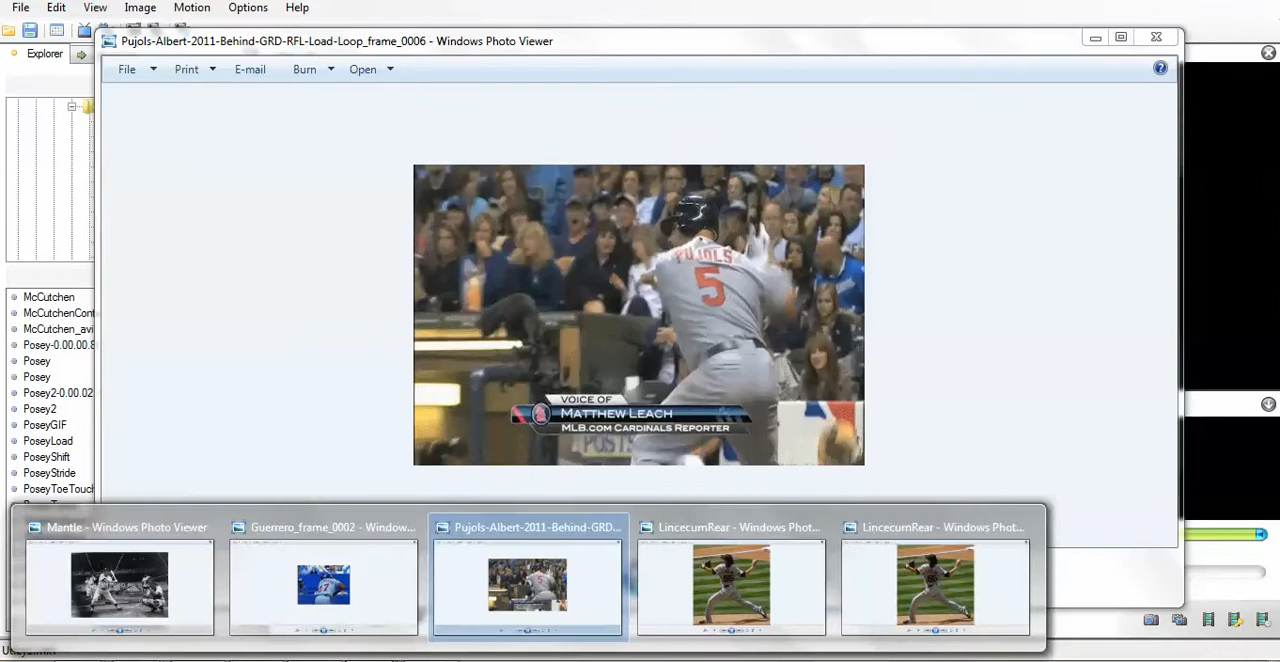 File Edit View Image Motion Options Help
Pujols-Albert-2011-Behind-GRD-RFL-Load-Loop_frame_0006 - Windows Photo Viewer
Explorer
File Print E-mail Burn Open
PUJOLS
5
VOICE OF
MATTHEW LEACH
MLB.COM CARDINALS REPORTER
McCutchen
McCutchenCont
McCutchen_avi
Posey-0.00.00.8
Posey
Posey
Posey2-0.00.02
Posey2
PoseyGIF
PoseyLoad
PoseyShift
PoseyStride
PoseyToeTouch
Mantle - Windows Photo Viewer
Guerrero_frame_0002 - Window...
Pujols-Albert-2011-Behind-GRD...
LincecumRear - Windows Phot...
LincecumRear - Windows Phot...